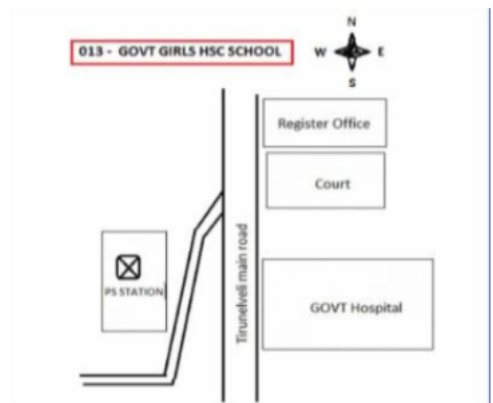 N
013 - GOVT GIRLS HSC SCHOOL
W E
S
Register Office
Court
Tirunelveli main road
PS STATION
GOVT Hospital